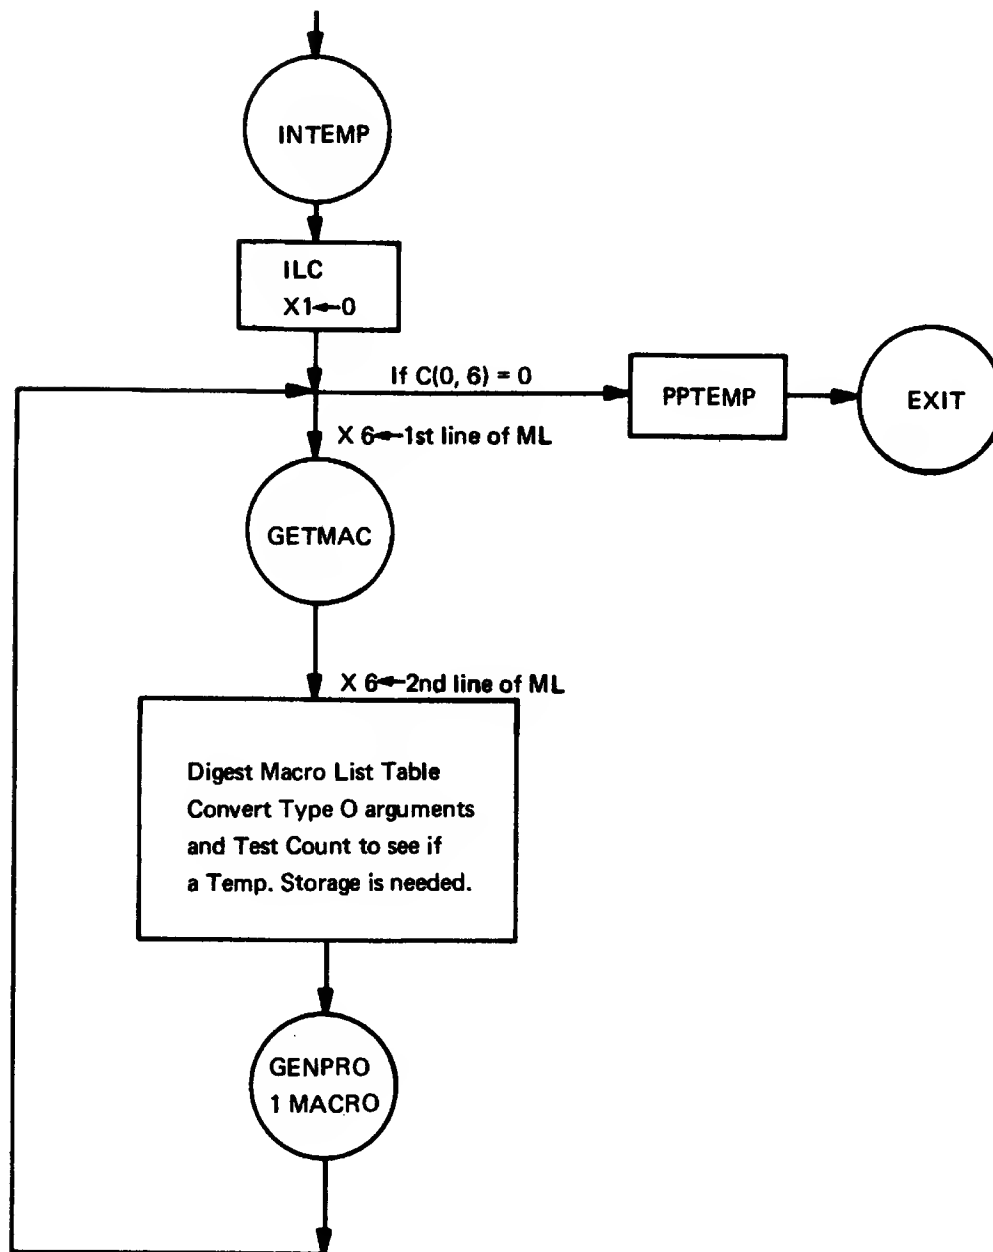 INTEMP
ILC
X1←0
If C(0, 6) = 0
PPTEMP
EXIT
X 6←1st line of ML
GETMAC
X 6←2nd line of ML
Digest Macro List Table
Convert Type O arguments
and Test Count to see if
a Temp. Storage is needed.
GENPRO
1 MACRO